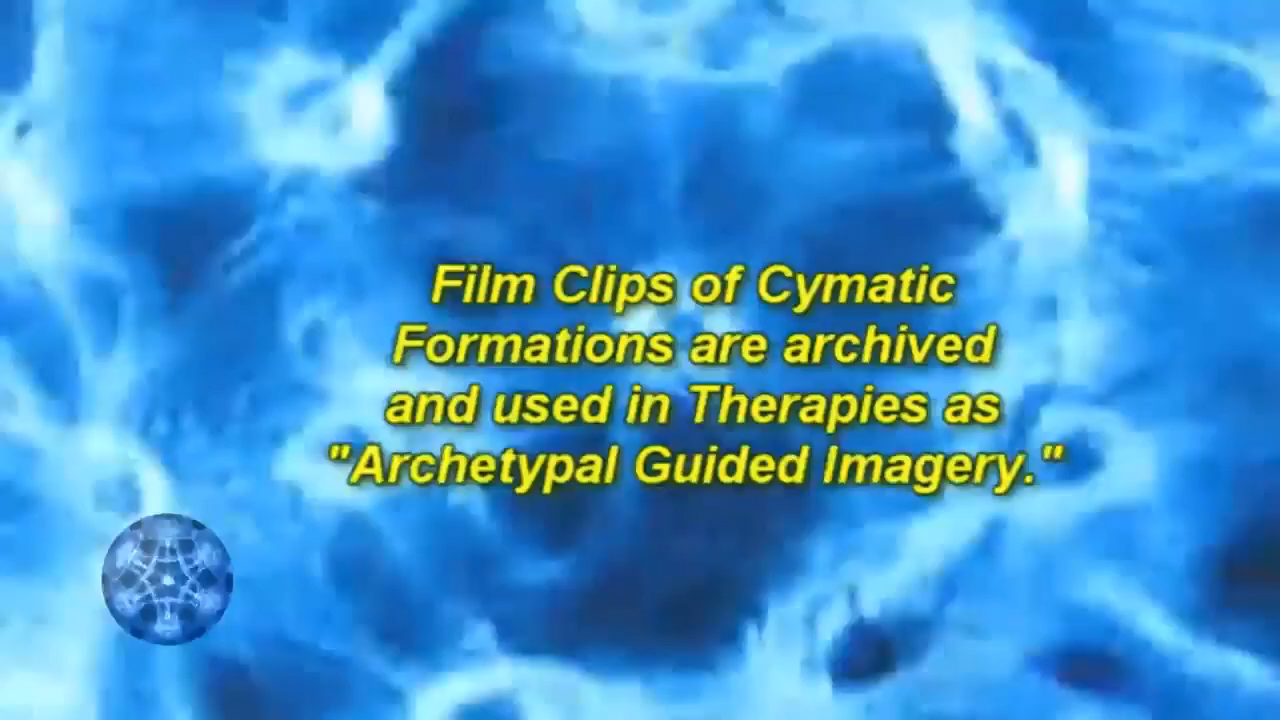 Film Clips of Cymatic
Formations are archived
and used in Therapies as
"Archetypal Guided Imagery."